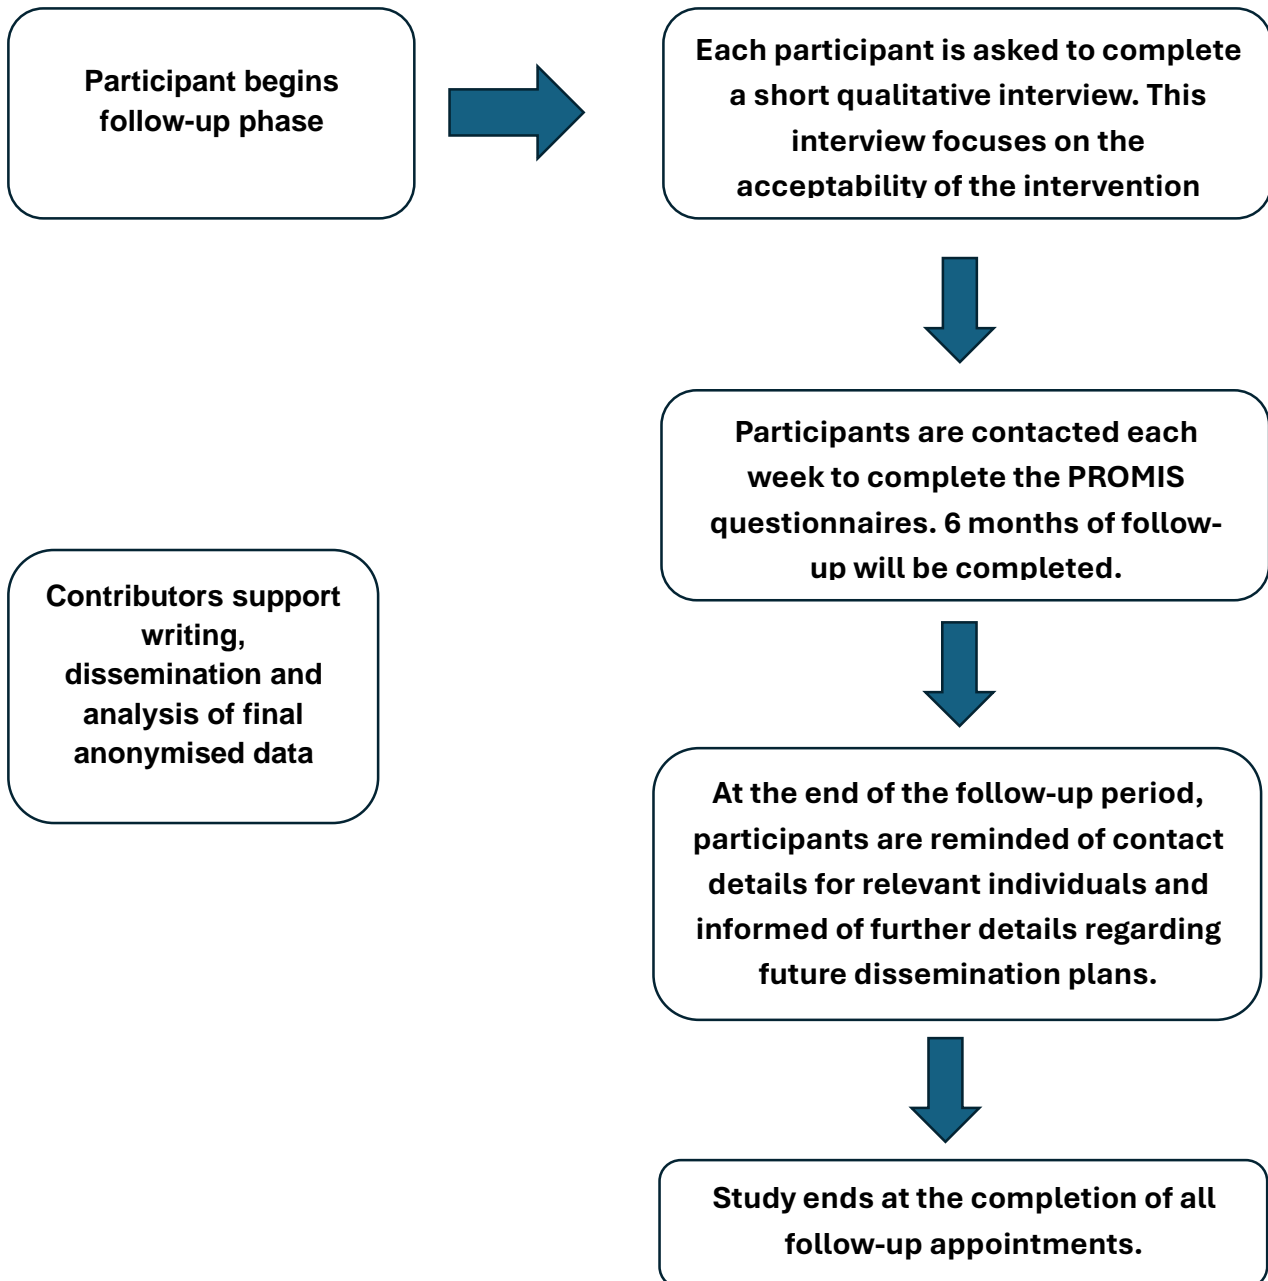 Participant begins
follow-up phase
Each participant is asked to complete
a short qualitative interview. This
interview focuses on the
acceptability of the intervention
Participants are contacted each
week to complete the PROMIS
questionnaires. 6 months of follow-
up will be completed.
Contributors support
writing,
dissemination and
analysis of final
anonymised data
At the end of the follow-up period,
participants are reminded of contact
details for relevant individuals and
informed of further details regarding
future dissemination plans.
Study ends at the completion of all
follow-up appointments.